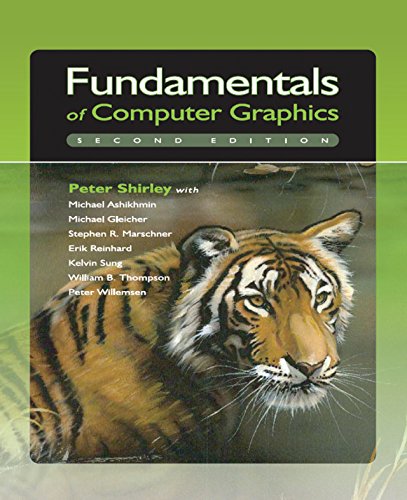 Fundamentals
of Computer Graphics
SECOND EDITION
Peter Shirley with
Michael Ashikhmin
Michael Gleicher
Stephen R. Marschner
Erik Reinhard
Kelvin Sung
William B. Thompson
Peter Willemsen